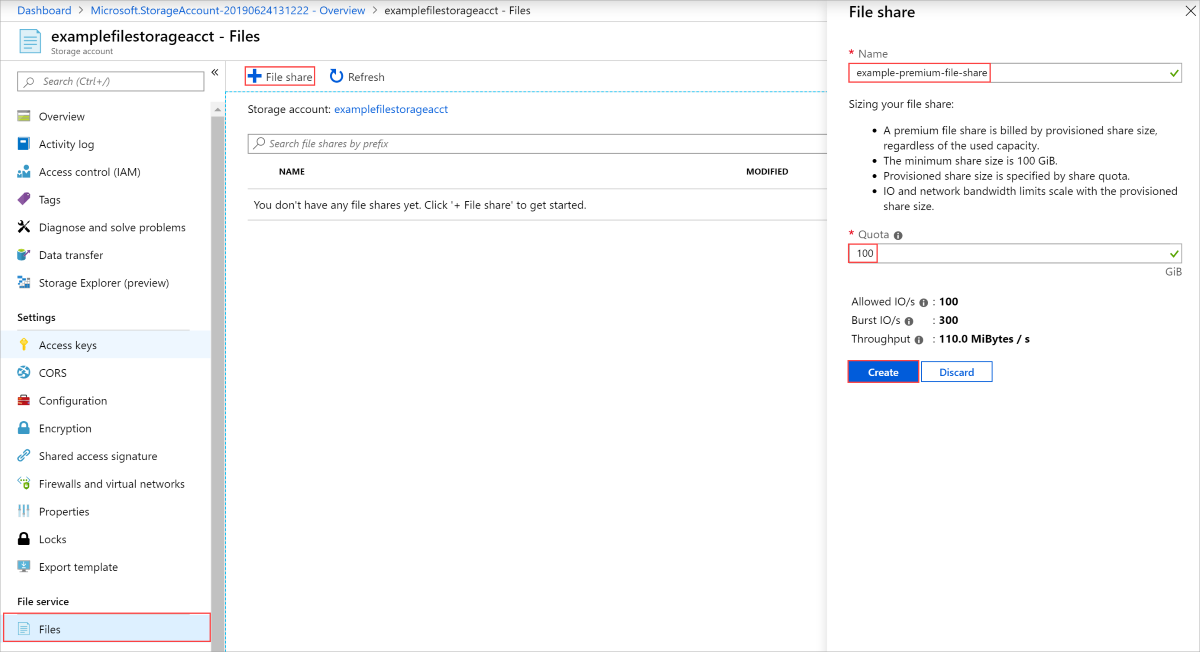 Dashboard > Microsoft.StorageAccount-20190624131222 - Overview > examplefilestorageacct - Files
examplefilestorageacct - Files
Storage account
Search (Ctrl+/)
«
Overview
Activity log
Access control (IAM)
Tags
Diagnose and solve problems
Data transfer
Storage Explorer (preview)
Settings
Access keys
CORS
Configuration
Encryption
Shared access signature
Firewalls and virtual networks
Properties
Locks
Export template
File service
Files
+ File share Refresh
Storage account: examplefilestorageacct
Search file shares by prefix
NAME MODIFIED
You don't have any file shares yet. Click '+ File share' to get started.
File share
* Name
example-premium-file-share
Sizing your file share:
• A premium file share is billed by provisioned share size,
regardless of the used capacity.
• The minimum share size is 100 GiB.
• Provisioned share size is specified by share quota.
• IO and network bandwidth limits scale with the provisioned
share size.
* Quota
100
GiB
Allowed IO/s : 100
Burst IO/s : 300
Throughput : 110.0 MiBytes / s
Create Discard